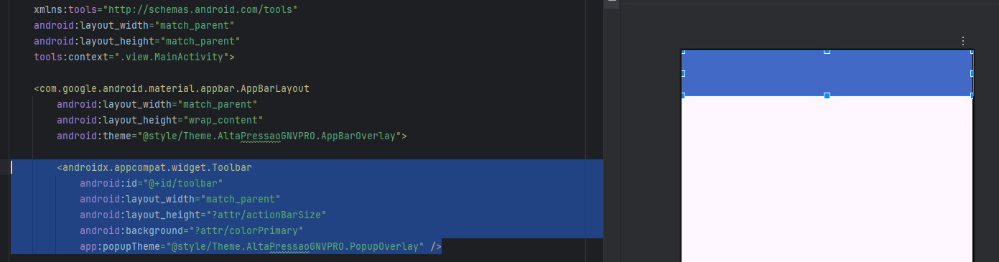 xmlns:tools="http://schemas.android.com/tools"
android:layout_width="match_parent"
android:layout_height="match_parent"
tools:context=".view.MainActivity">
<com.google.android.material.appbar.AppBarLayout
android:layout_width="match_parent"
android:layout_height="wrap_content"
android:theme="@style/Theme.AltaPressaoGNVPRO.AppBarOverlay">
<androidx.appcompat.widget.Toolbar
android:id="@+id/toolbar"
android:layout_width="match_parent"
android:layout_height="?attr/actionBarSize"
android:background="?attr/colorPrimary"
app:popupTheme="@style/Theme.AltaPressaoGNVPRO.PopupOverlay" />